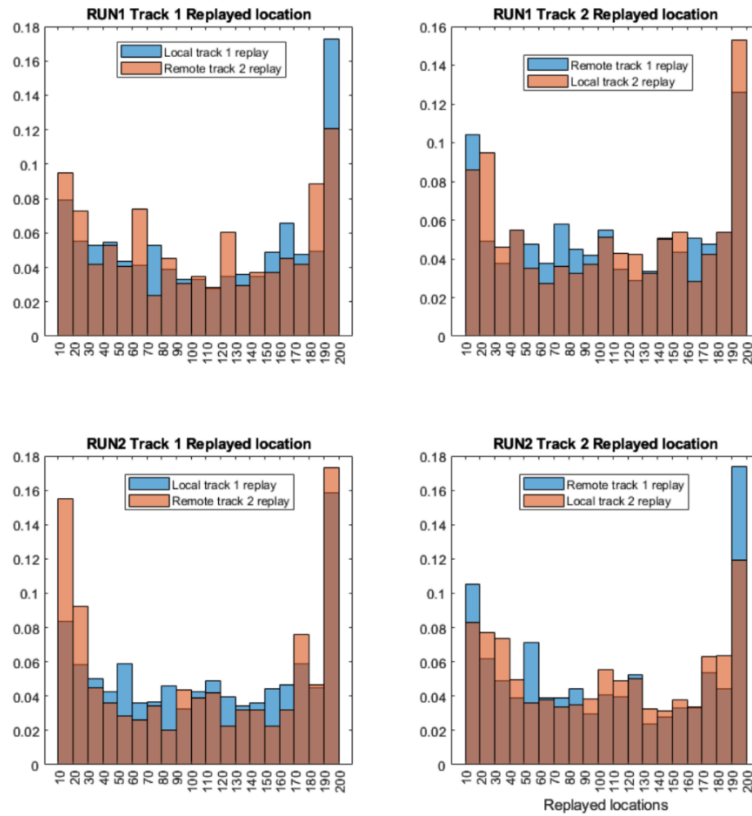 RUN1 Track 1 Replayed location
0.18
0.16
0.14
0.12
0.1
0.08
0.06
0.04
0.02
0
Local track 1 replay
Remote track 2 replay
10 20 30 40 50 60 70 80 90 100 110 120 130 140 150 160 170 180 190 200
RUN1 Track 2 Replayed location
0.16
0.14
0.12
0.1
0.08
0.06
0.04
0.02
0
Remote track 1 replay
Local track 2 replay
10 20 30 40 50 60 70 80 90 100 110 120 130 140 150 160 170 180 190 200
RUN2 Track 1 Replayed location
0.18
0.16
0.14
0.12
0.1
0.08
0.06
0.04
0.02
0
Local track 1 replay
Remote track 2 replay
10 20 30 40 50 60 70 80 90 100 110 120 130 140 150 160 170 180 190 200
RUN2 Track 2 Replayed location
0.18
0.16
0.14
0.12
0.1
0.08
0.06
0.04
0.02
0
Remote track 1 replay
Local track 2 replay
10 20 30 40 50 60 70 80 90 100 110 120 130 140 150 160 170 180 190 200
Replayed locations